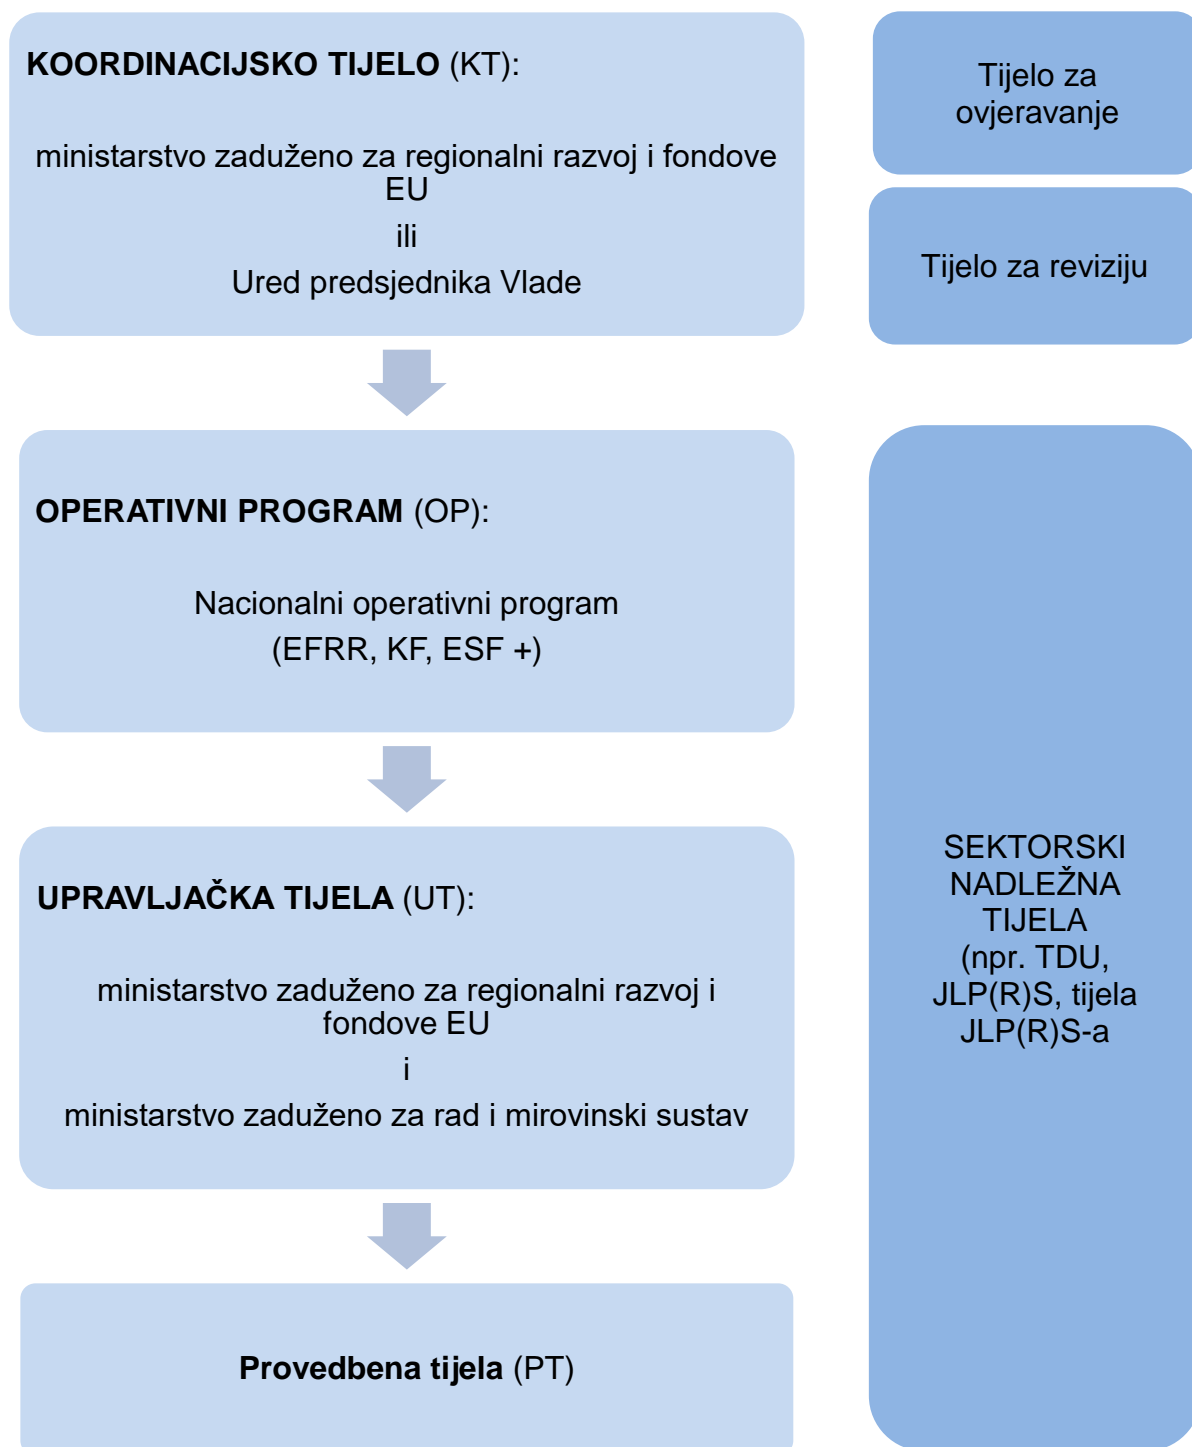 KOORDINACIJSKO TIJELO (KT):
ministarstvo zaduženo za regionalni razvoj i fondove
EU
ili
Ured predsjednika Vlade
Tijelo za
ovjeravanje
Tijelo za reviziju
OPERATIVNI PROGRAM (OP):
Nacionalni operativni program
(EFRR, KF, ESF +)
UPRAVLJAČKA TIJELA (UT):
ministarstvo zaduženo za regionalni razvoj i
fondove EU
i
ministarstvo zaduženo za rad i mirovinski sustav
Provedbena tijela (PT)
SEKTORSKI
NADLEŽNA
TIJELA
(npr. TDU,
JLP(R)S, tijela
JLP(R)S-a